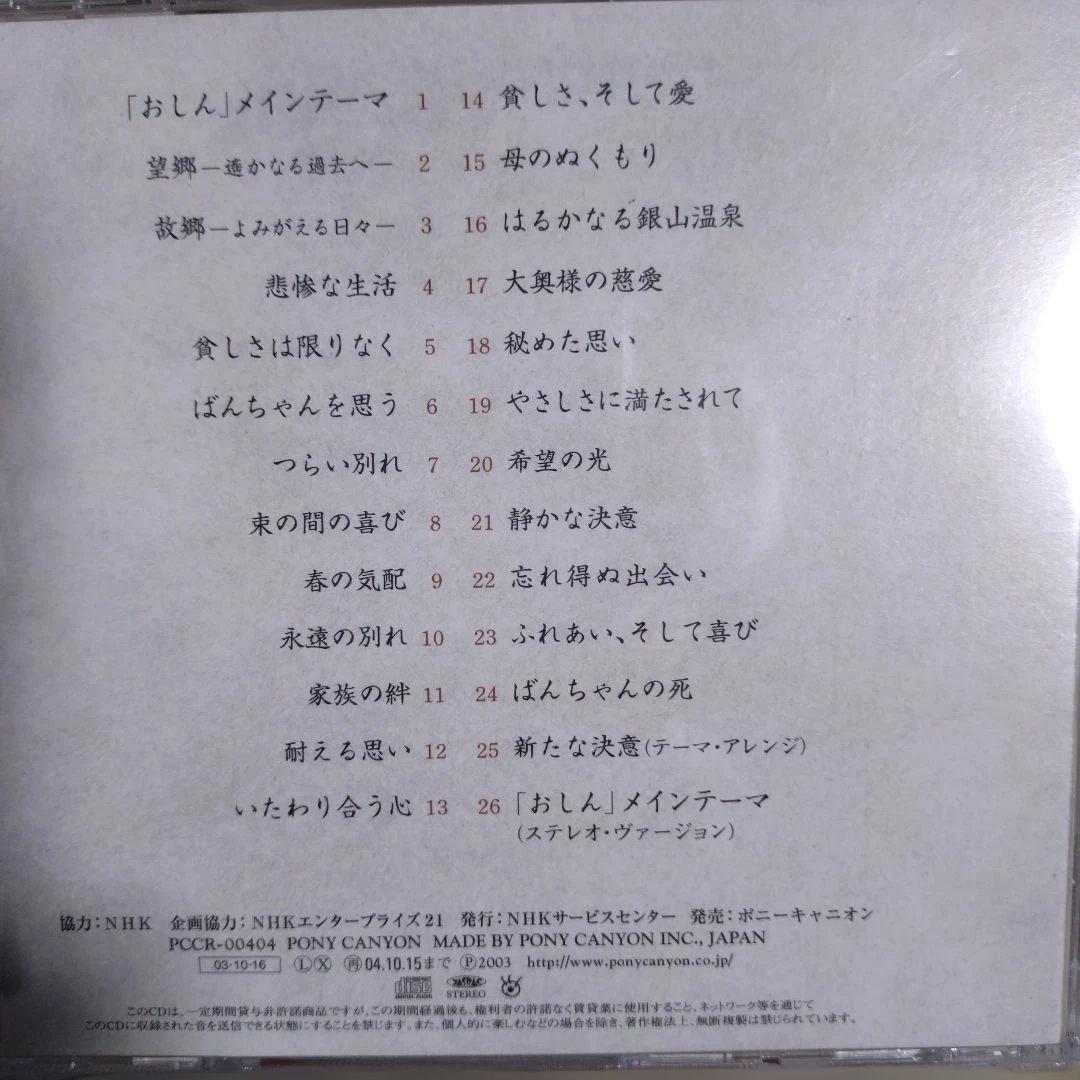 「おしん」メインテーマ 1
望郷－遙かなる過去へ－ 2
故郷－よみがえる日々－ 3
悲惨な生活 4
貧しさは限りなく 5
ばんちゃんを思う 6
つらい別れ 7
束の間の喜び 8
春の気配 9
永遠の別れ 10
家族の絆 11
耐える思い 12
いたわり合う心 13
14 貧しさ、そして愛
15 母のぬくもり
16 はるかなる銀山温泉
17 大奥様の慈愛
18 秘めた思い
19 やさしさに満たされて
20 希望の光
21 静かな決意
22 忘れ得ぬ出会い
23 ふれあい、そして喜び
24 ばんちゃんの死
25 新たな決意(テーマ・アレンジ)
26 「おしん」メインテーマ
(ステレオ・ヴァージョン)
協力：NHK 企画協力：NHKエンタープライズ21 発行：NHKサービスセンター 発売：ポニーキャニオン
PCCR-00404 PONY CANYON MADE BY PONY CANYON INC., JAPAN
03·10·16 Ⓛ Ⓧ 再04.10.15まで Ⓟ2003 http://www.ponycanyon.co.jp/
COMPACT disc DIGITAL AUDIO JASRAC STEREO
このCDは、一定期間貸与非許諾商品ですが、この期間経過後も、権利者の許諾なく賃貸業に使用すること、ネットワーク等を通じて
このCDに収録された音を送信できる状態にすることを禁じます。また、個人的に楽しむなどの場合を除き、著作権法上、無断複製は禁じられています。